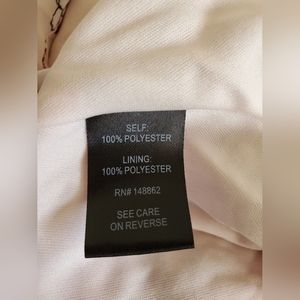 SELF:
100% POLYESTER
LINING:
100% POLYESTER
RN# 148862
SEE CARE
ON REVERSE